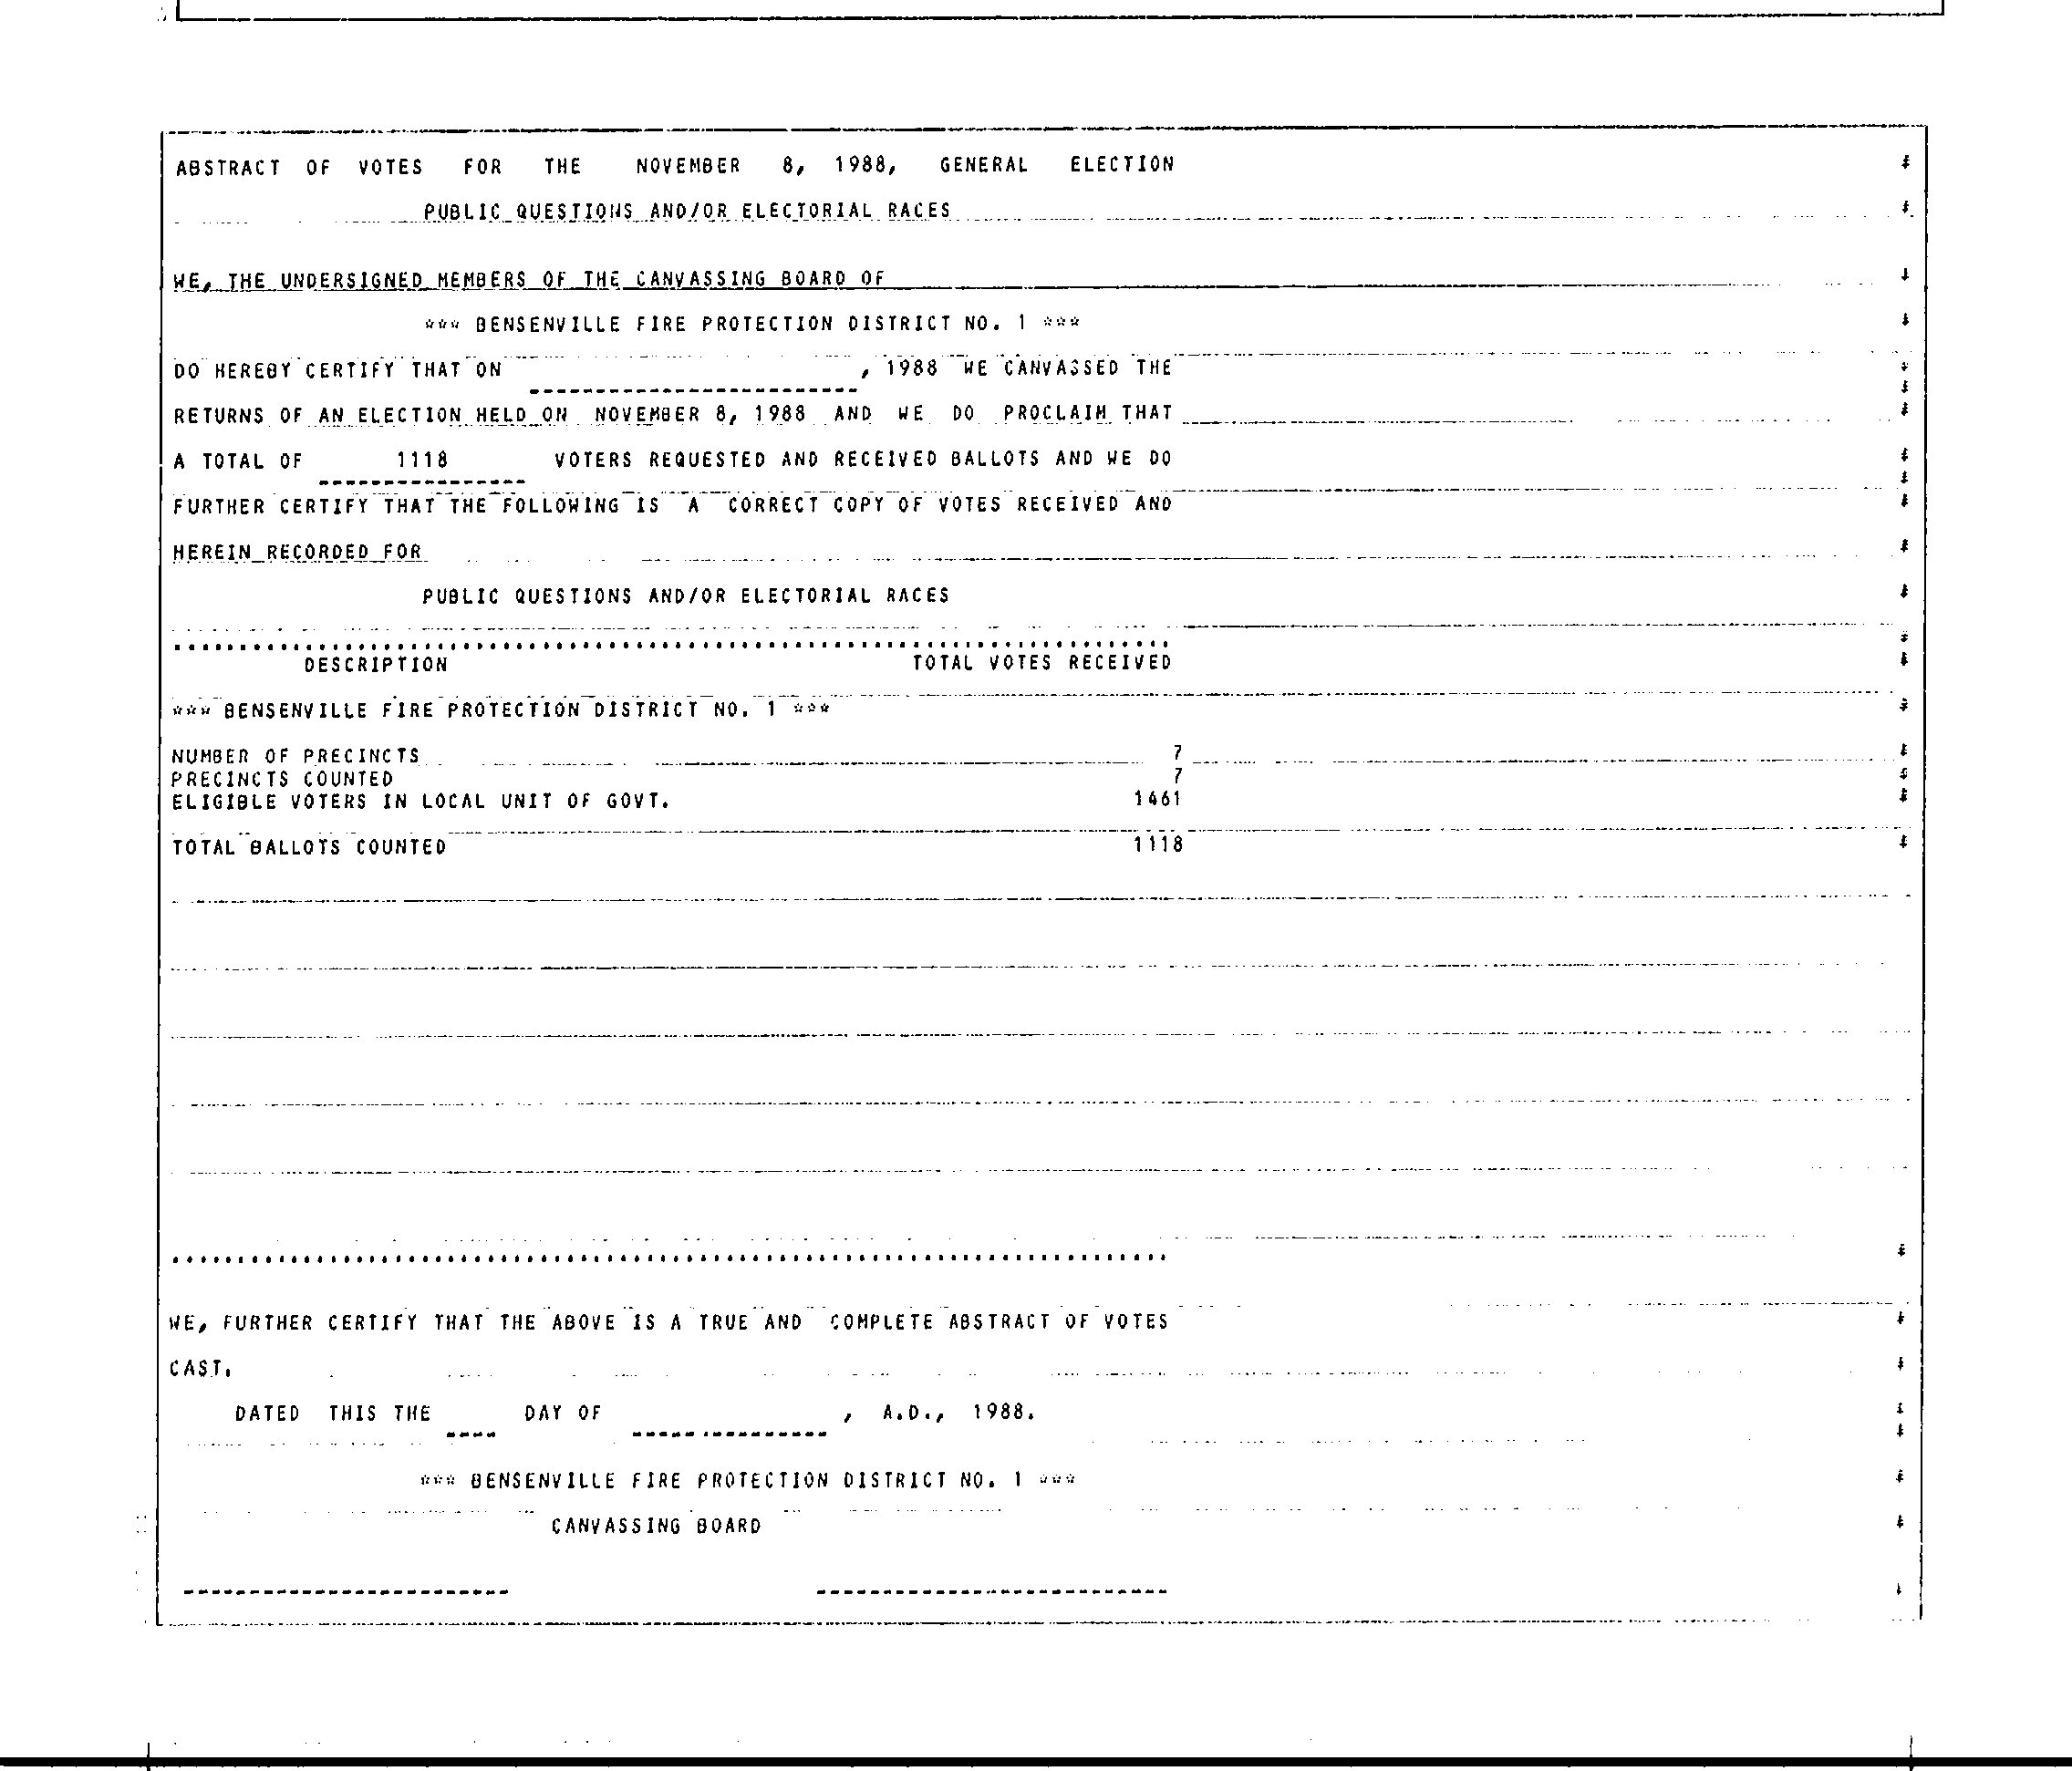 ABSTRACT OF VOTES FOR THE NOVEMBER 8, 1988, GENERAL ELECTION
PUBLIC QUESTIONS AND/OR ELECTORIAL RACES
WE, THE UNDERSIGNED MEMBERS OF THE CANVASSING BOARD OF
*** BENSENVILLE FIRE PROTECTION DISTRICT NO. 1 ***
DO HEREBY CERTIFY THAT ON , 1988 WE CANVASSED THE
RETURNS OF AN ELECTION HELD ON NOVEMBER 8, 1988 AND WE DO PROCLAIM THAT
A TOTAL OF 1118 VOTERS REQUESTED AND RECEIVED BALLOTS AND WE DO
FURTHER CERTIFY THAT THE FOLLOWING IS A CORRECT COPY OF VOTES RECEIVED AND
HEREIN RECORDED FOR
PUBLIC QUESTIONS AND/OR ELECTORIAL RACES
DESCRIPTION TOTAL VOTES RECEIVED
*** BENSENVILLE FIRE PROTECTION DISTRICT NO. 1 ***
NUMBER OF PRECINCTS 7
PRECINCTS COUNTED 7
ELIGIBLE VOTERS IN LOCAL UNIT OF GOVT. 1461
TOTAL BALLOTS COUNTED 1118
WE, FURTHER CERTIFY THAT THE ABOVE IS A TRUE AND COMPLETE ABSTRACT OF VOTES
CAST.
DATED THIS THE DAY OF , A.D., 1988.
*** BENSENVILLE FIRE PROTECTION DISTRICT NO. 1 ***
CANVASSING BOARD